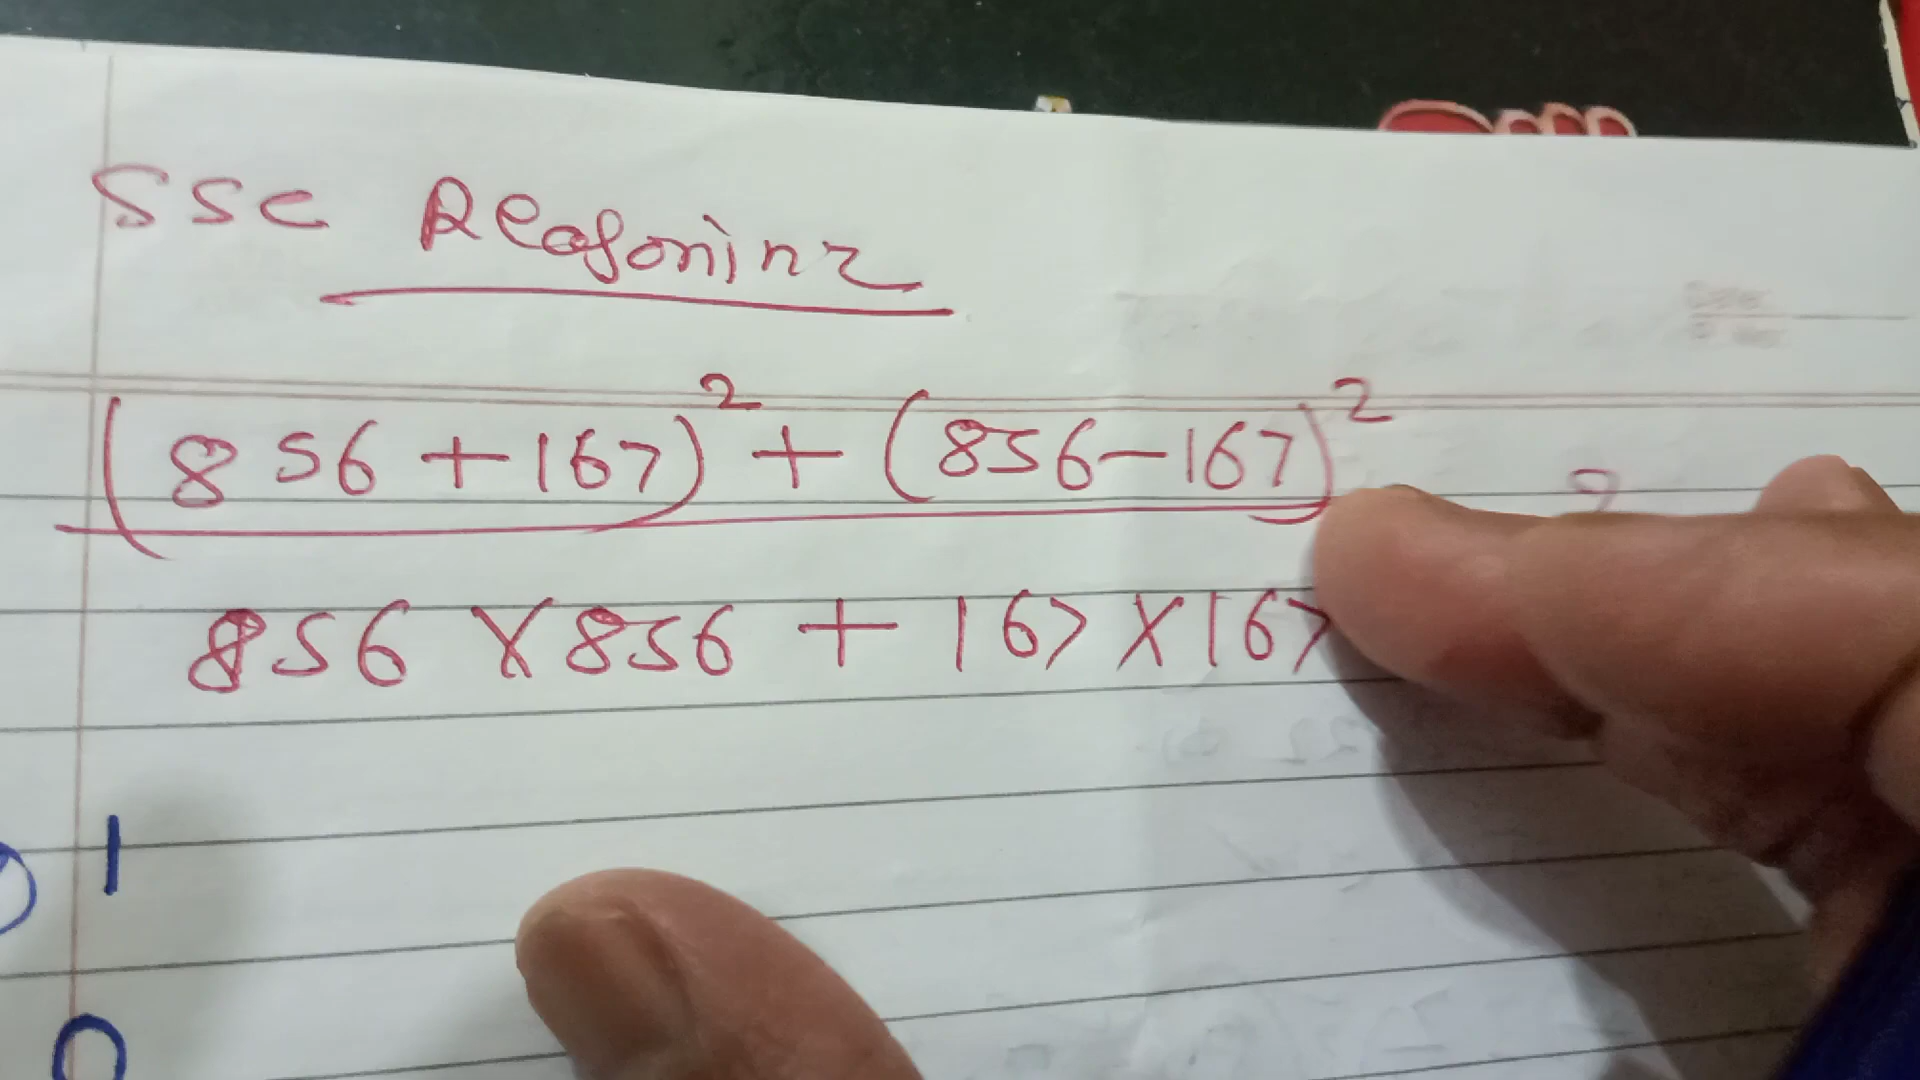 SSC Reasoning
(856+167)² + (856-167)²
856 X 856 + 167 X 167
1